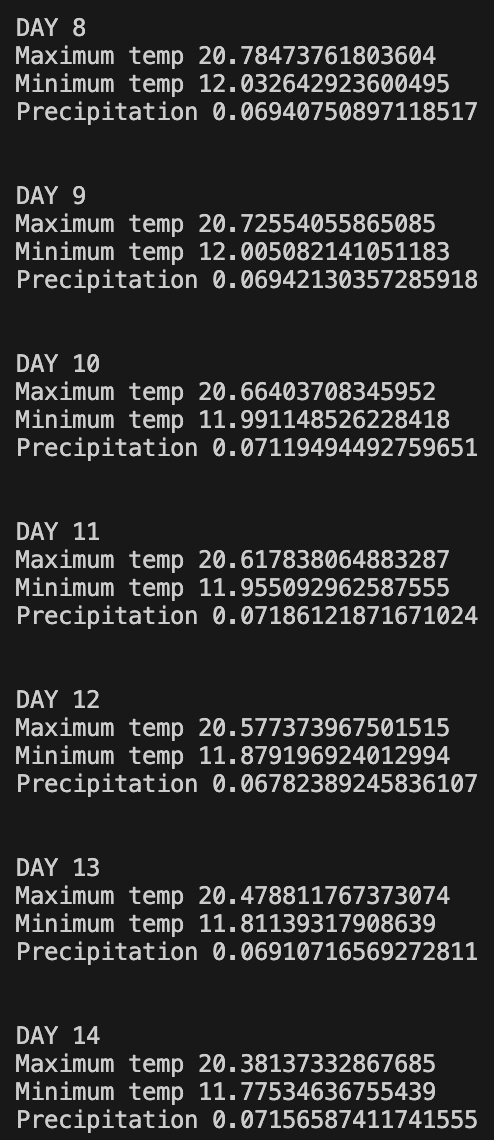 DAY 8
Maximum temp 20.78473761803604
Minimum temp 12.032642923600495
Precipitation 0.06940750897118517
DAY 9
Maximum temp 20.72554055865085
Minimum temp 12.005082141051183
Precipitation 0.06942130357285918
DAY 10
Maximum temp 20.66403708345952
Minimum temp 11.991148526228418
Precipitation 0.07119494492759651
DAY 11
Maximum temp 20.617838064883287
Minimum temp 11.955092962587555
Precipitation 0.07186121871671024
DAY 12
Maximum temp 20.577373967501515
Minimum temp 11.879196924012994
Precipitation 0.06782389245836107
DAY 13
Maximum temp 20.478811767373074
Minimum temp 11.81139317908639
Precipitation 0.06910716569272811
DAY 14
Maximum temp 20.38137332867685
Minimum temp 11.77534636755439
Precipitation 0.07156587411741555